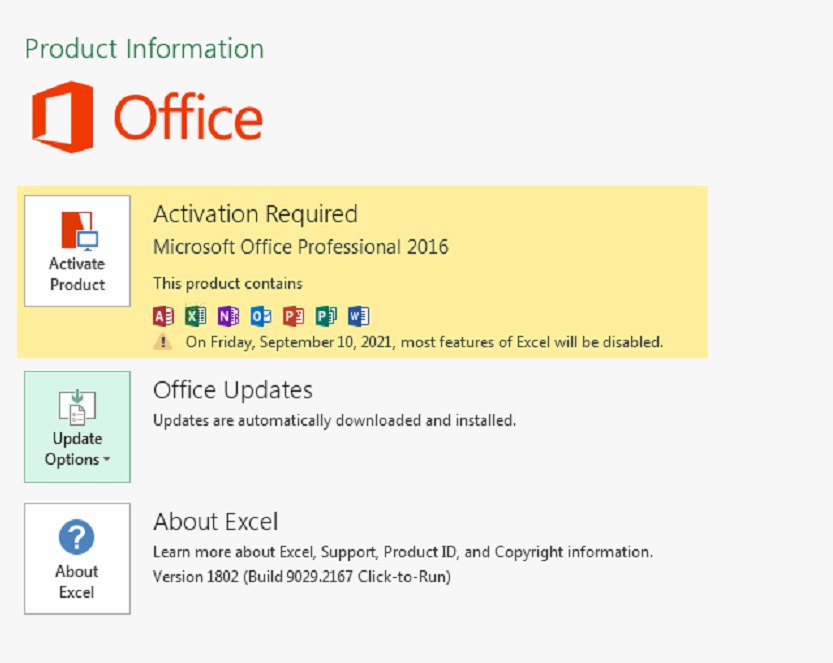 Product Information
Office
Activation Required
Microsoft Office Professional 2016
Activate
Product
This product contains
A X N O P P W
On Friday, September 10, 2021, most features of Excel will be disabled.
Office Updates
Updates are automatically downloaded and installed.
Update
Options
About Excel
Learn more about Excel, Support, Product ID, and Copyright information.
Version 1802 (Build 9029.2167 Click-to-Run)
?
About
Excel